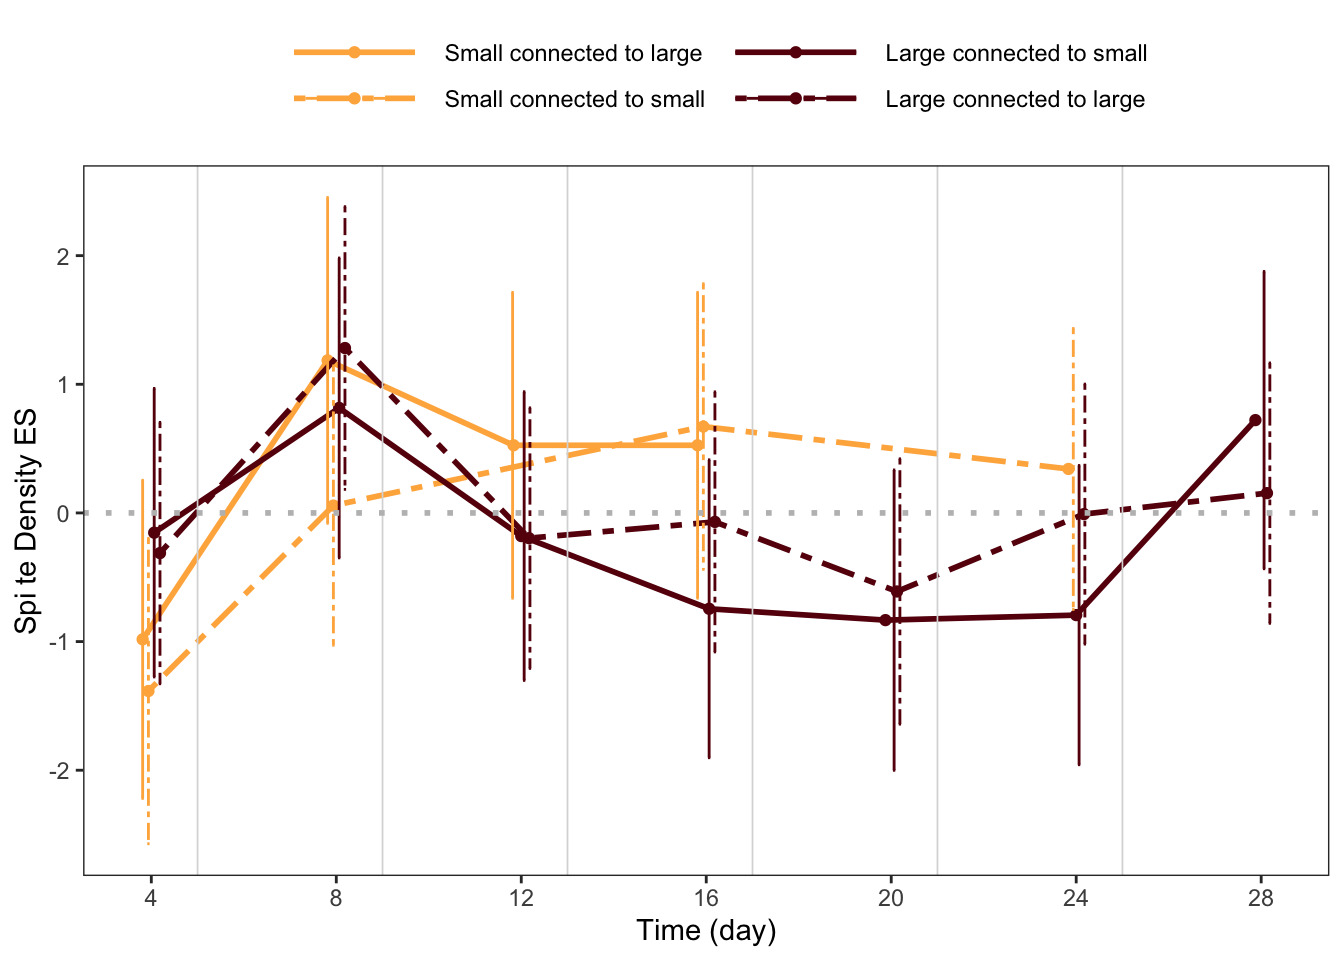 Small connected to large
Large connected to small
Small connected to small
Large connected to large
Spi te Density ES
2
1
0
-1
-2
4
8
12
16
20
24
28
Time (day)